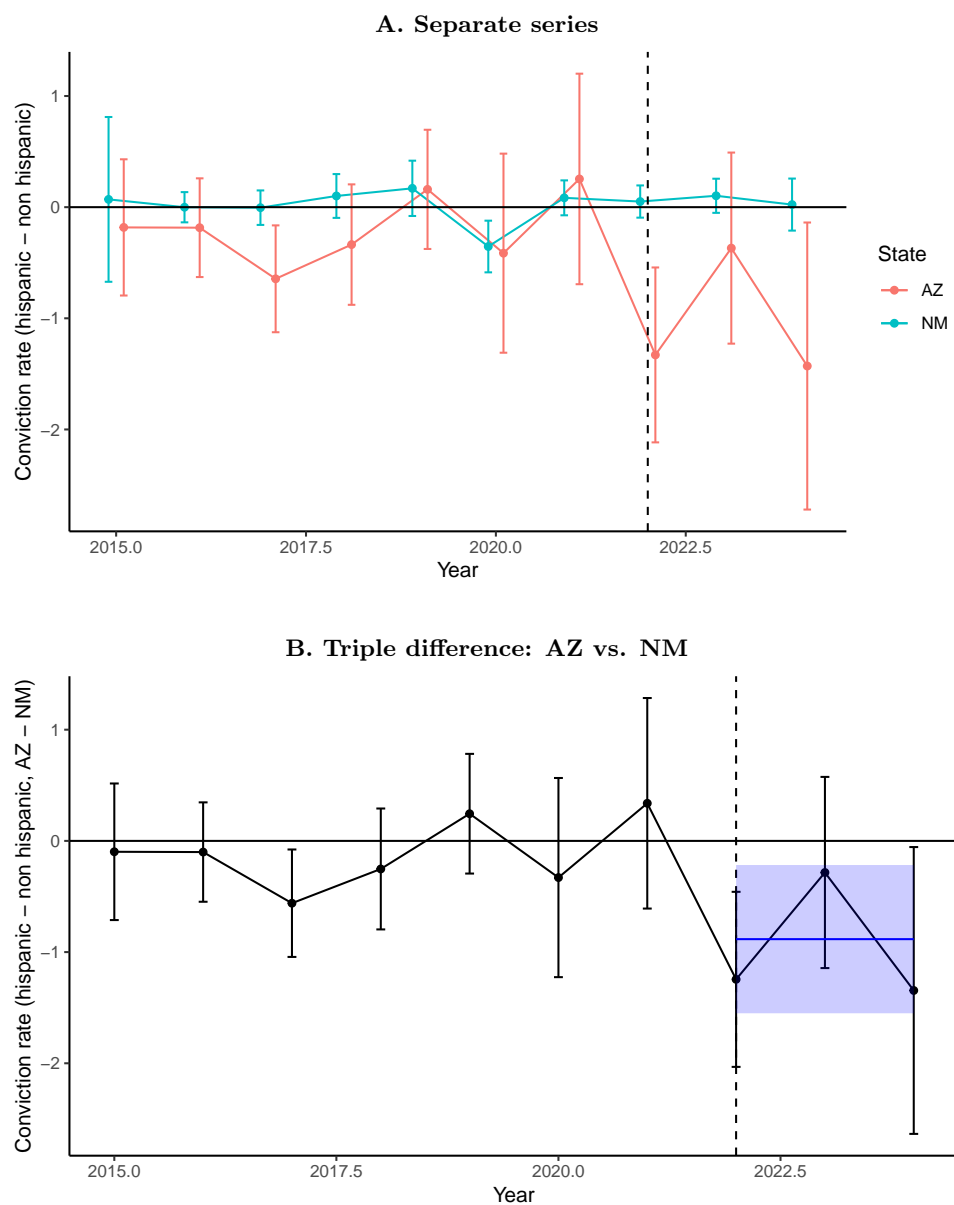 A. Separate series
Conviction rate (hispanic − non hispanic)
1
0
−1
−2
2015.0 2017.5 2020.0 2022.5
Year
State
AZ
NM
B. Triple difference: AZ vs. NM
Conviction rate (hispanic − non hispanic, AZ − NM)
1
0
−1
−2
2015.0 2017.5 2020.0 2022.5
Year